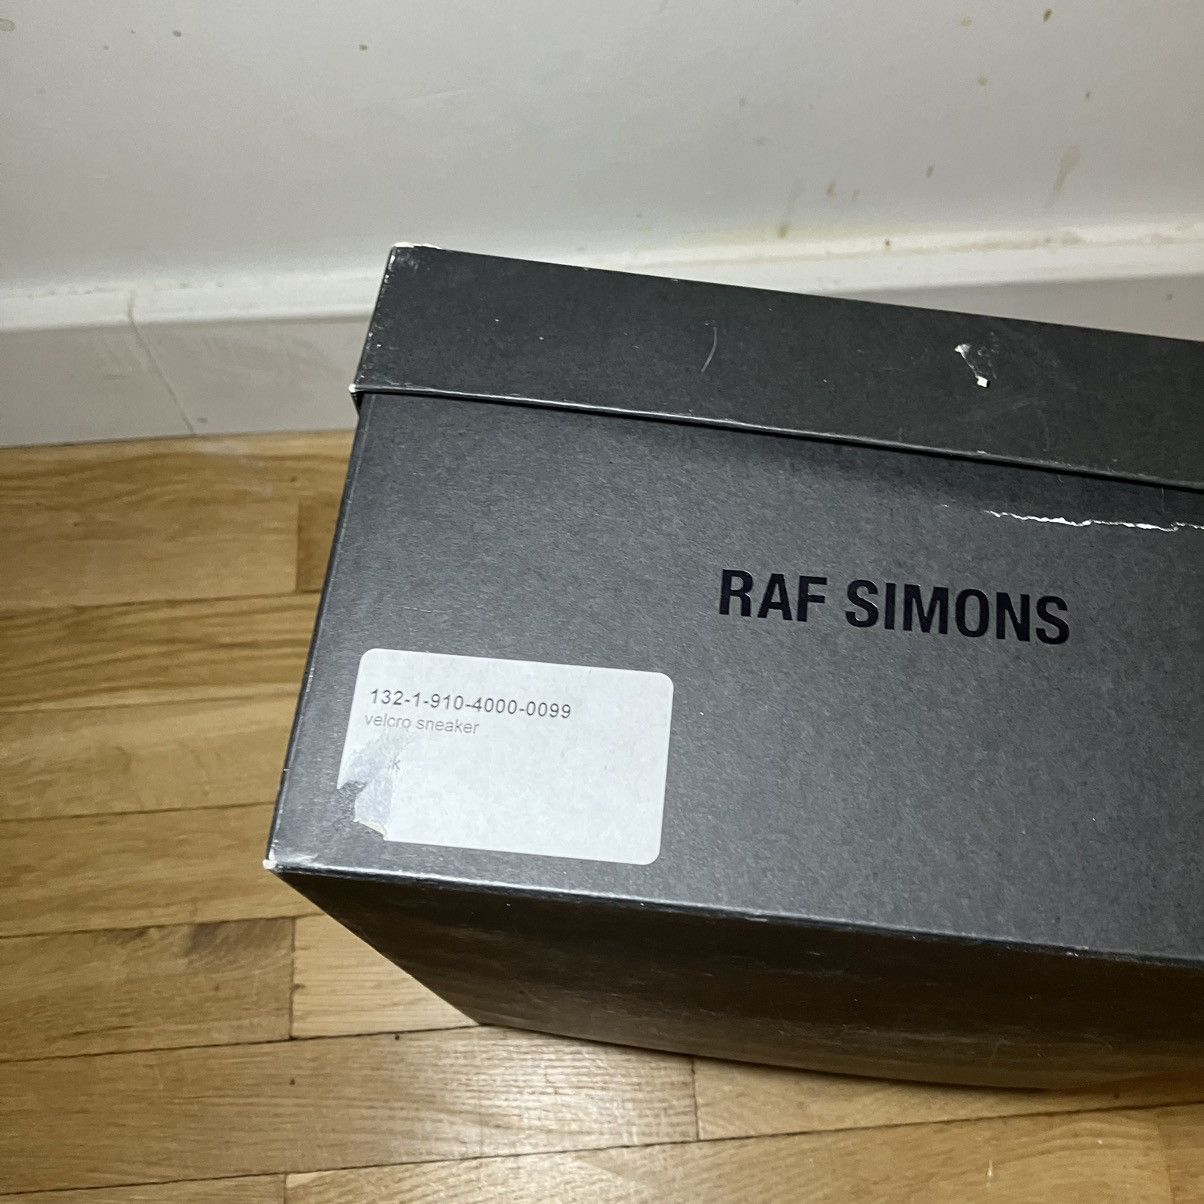 RAF SIMONS
132-1-910-4000-0099
velcro sneaker